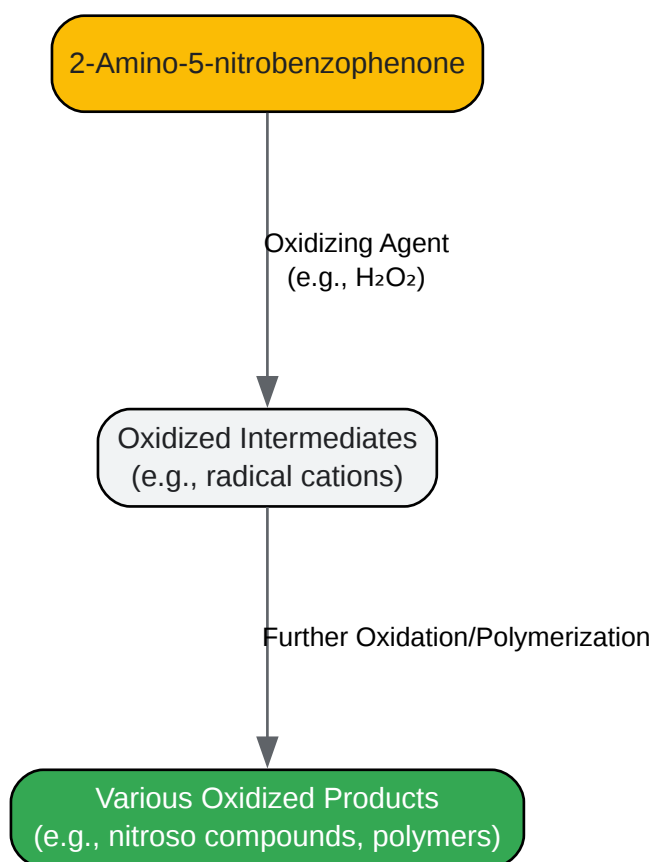 2-Amino-5-nitrobenzophenone
Oxidizing Agent
(e.g., H₂O₂)
Oxidized Intermediates
(e.g., radical cations)
Further Oxidation/Polymerization
Various Oxidized Products
(e.g., nitroso compounds, polymers)